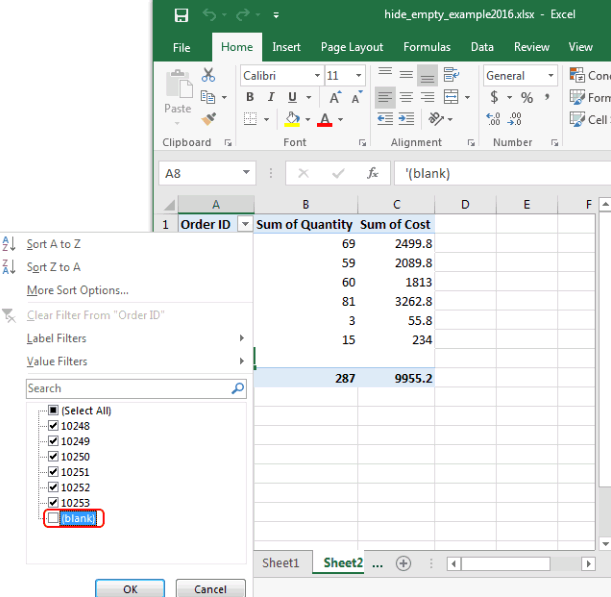 hide_empty_example2016.xlsx - Excel
File Home Insert Page Layout Formulas Data Review View
Paste
Calibri 11
B I U A A A
General
$ % ,
.00 .0
Con
Form
Cell
Clipboard Font Alignment Number
A8 fx '(blank)
A B C D E F
1 Order ID Sum of Quantity Sum of Cost
69 2499.8
59 2089.8
60 1813
81 3262.8
3 55.8
15 234
287 9955.2
Sort A to Z
Sort Z to A
More Sort Options...
Clear Filter From "Order ID"
Label Filters
Value Filters
Search
(Select All)
10248
10249
10250
10251
10252
10253
(blank)
OK Cancel
Sheet1 Sheet2 ...